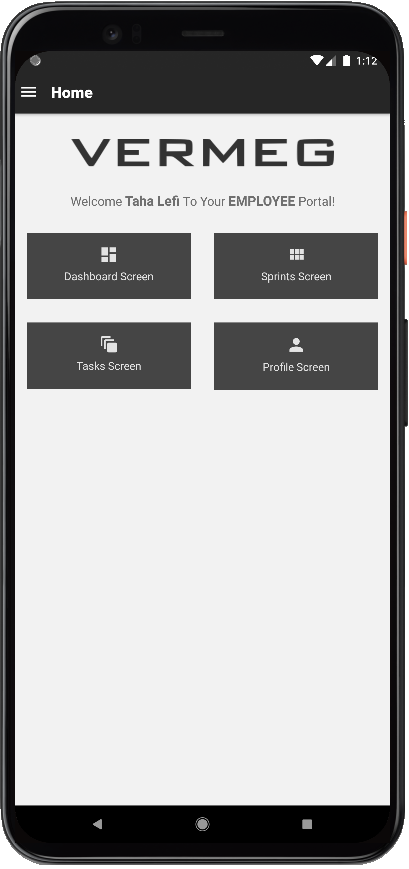 1:12
Home
VERMEG
Welcome Taha Lefi To Your EMPLOYEE Portal!
Dashboard Screen
Sprints Screen
Tasks Screen
Profile Screen